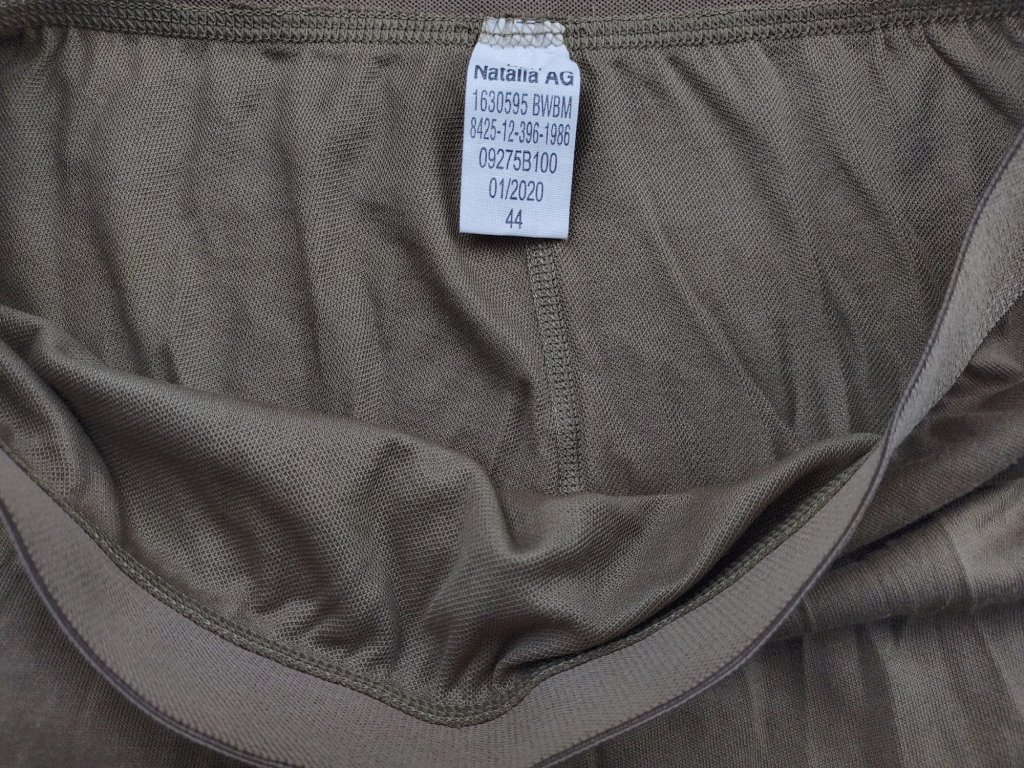 Natalia AG
1630595 BWBM
8425-12-396-1986
09275B100
01/2020
44